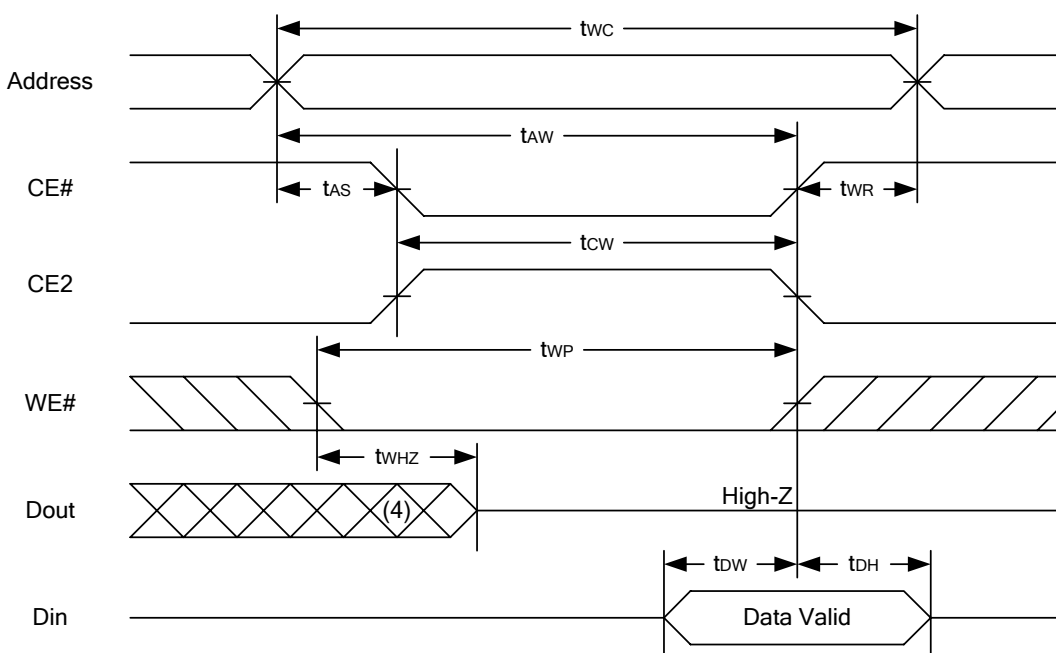 tWC
Address
tAW
CE#
tAS
tWR
tCW
CE2
tWP
WE#
tWHZ
Dout
(4)
High-Z
tDW
tDH
Din
Data Valid